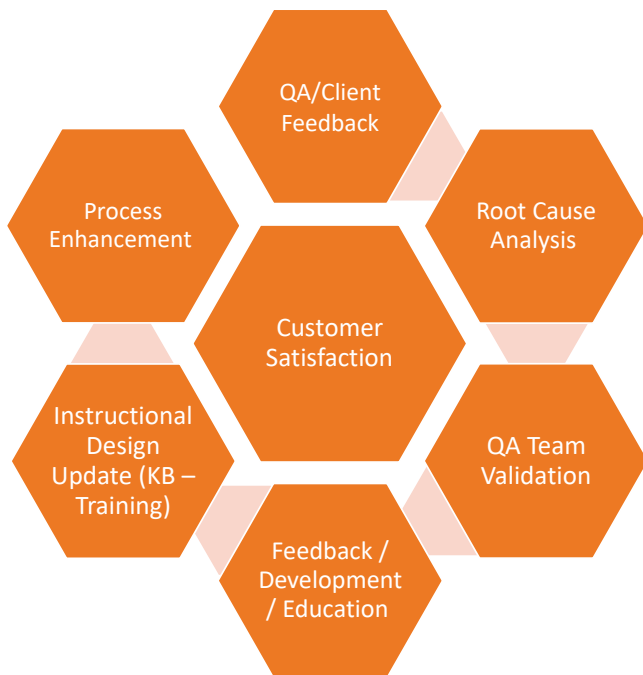 QA/Client
Feedback
Root Cause
Analysis
QA Team
Validation
Feedback /
Development
/ Education
Instructional
Design
Update (KB –
Training)
Process
Enhancement
Customer
Satisfaction